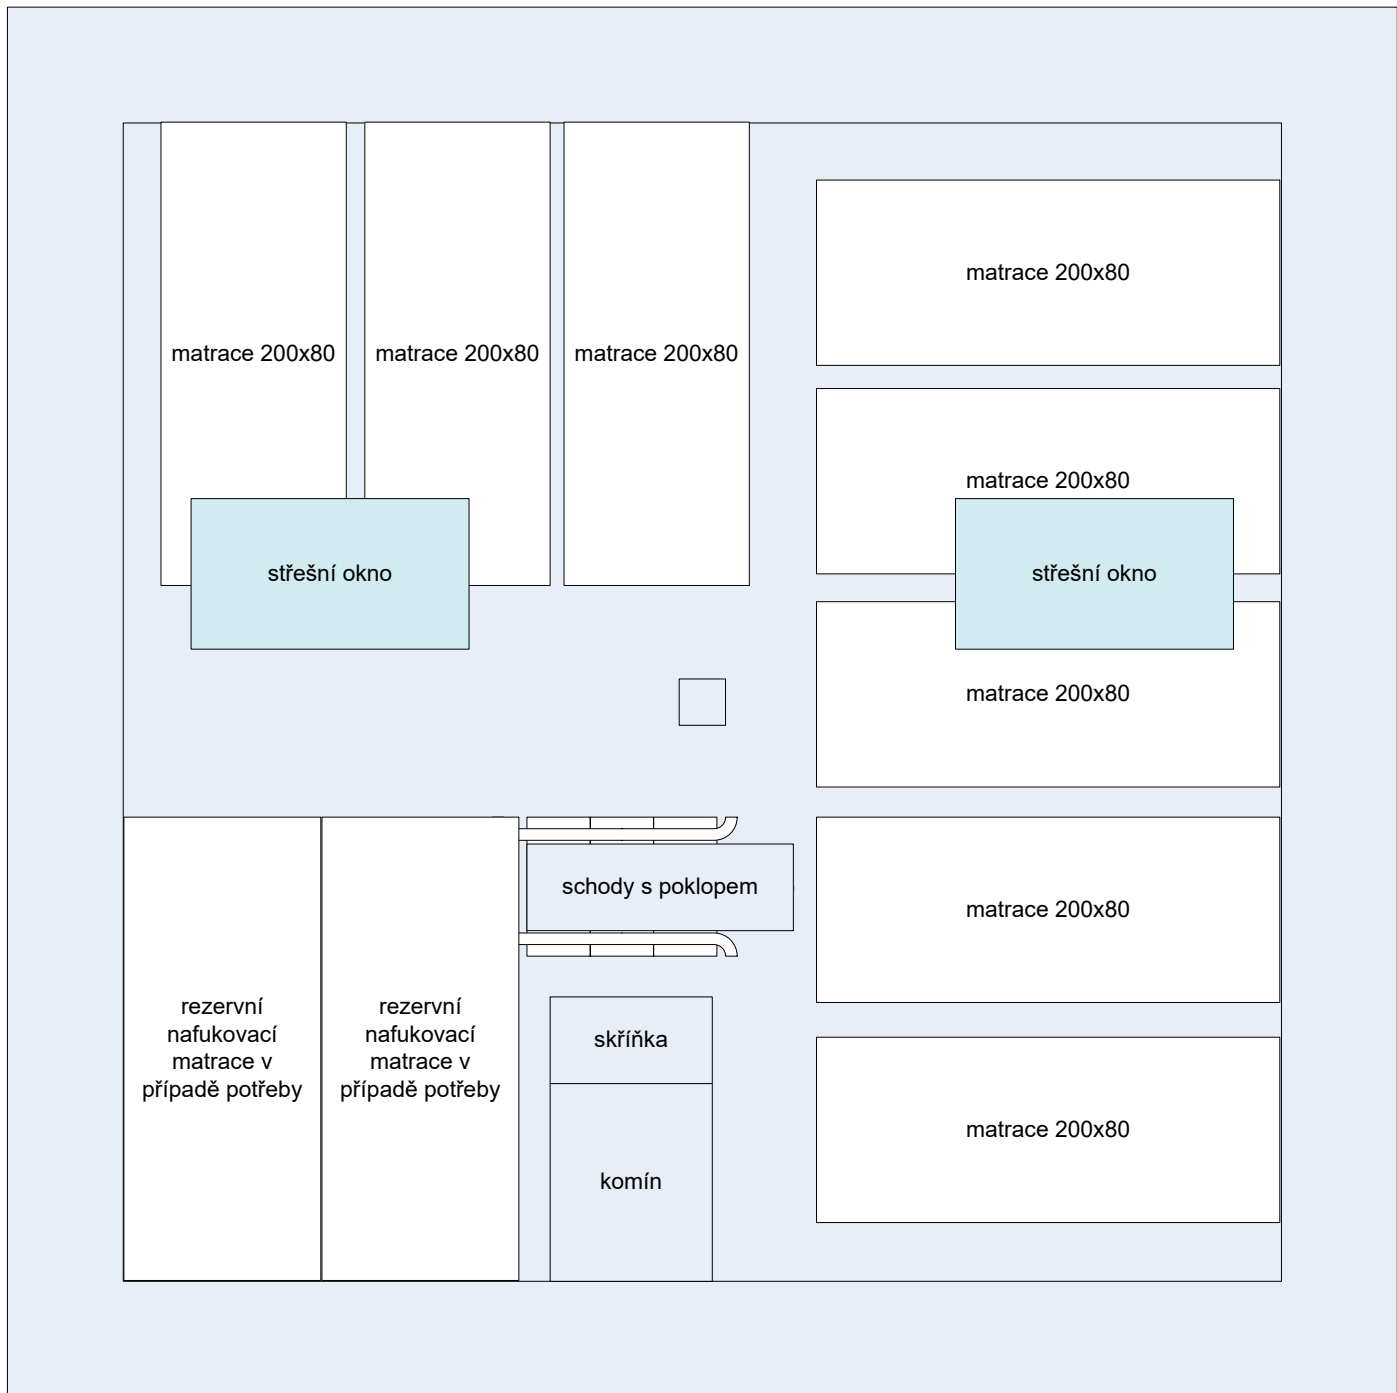 matrace 200x80
matrace 200x80
matrace 200x80
matrace 200x80
matrace 200x80
střešní okno
střešní okno
matrace 200x80
schody s poklopem
matrace 200x80
rezervní
nafukovací
matrace v
případě potřeby
rezervní
nafukovací
matrace v
případě potřeby
skříňka
matrace 200x80
komín